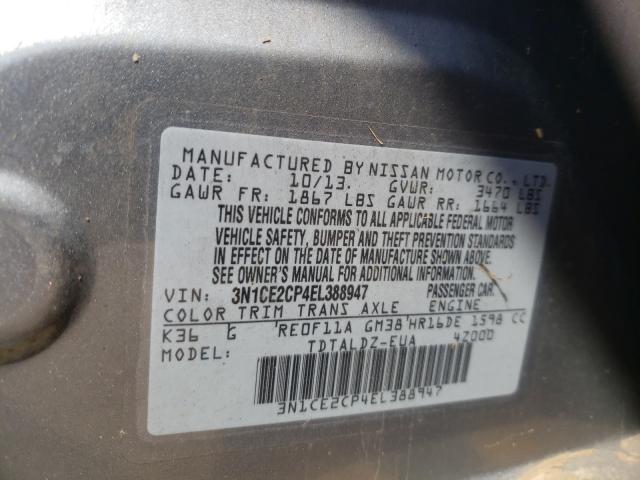 MANUFACTURED BY NISSAN MOTOR CO., LTD.
DATE: 10/13. GVWR: 3470 LBS
GAWR FR: 1867 LBS GAWR RR: 1664 LBS
THIS VEHICLE CONFORMS TO ALL APPLICABLE FEDERAL MOTOR
VEHICLE SAFETY, BUMPER AND THEFT PREVENTION STANDARDS
IN EFFECT ON THE DATE OF MANUFACTURE SHOWN ABOVE.
SEE OWNER'S MANUAL FOR ADDITIONAL INFORMATION.
VIN: 3N1CE2CP4EL388947 PASSENGER CAR.
COLOR TRIM TRANS AXLE ENGINE
K36 G 'RE0F11A GM38'HR16DE 1598 CC
MODEL: TDTALDZ-EUA 4Z000
3N1CE2CP4EL388947